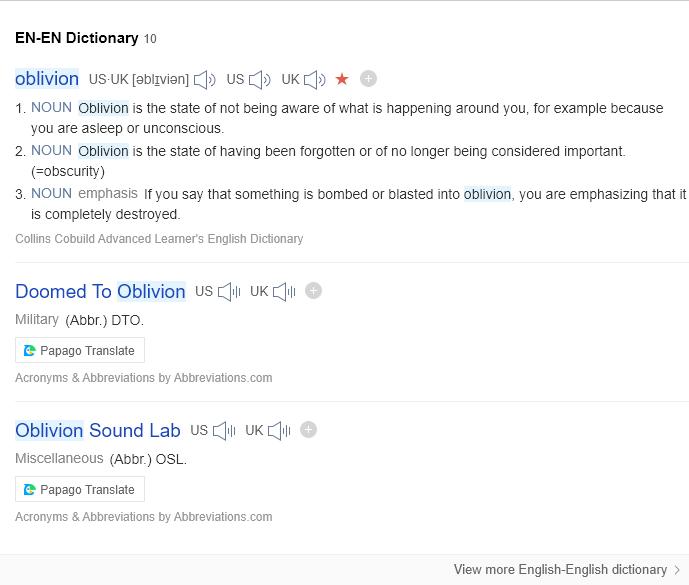 EN-EN Dictionary 10
oblivion US·UK [əblɪviən] US UK
1. NOUN Oblivion is the state of not being aware of what is happening around you, for example because
you are asleep or unconscious.
2. NOUN Oblivion is the state of having been forgotten or of no longer being considered important.
(=obscurity)
3. NOUN emphasis If you say that something is bombed or blasted into oblivion, you are emphasizing that it
is completely destroyed.
Collins Cobuild Advanced Learner's English Dictionary
Doomed To Oblivion US UK
Military (Abbr.) DTO.
Papago Translate
Acronyms & Abbreviations by Abbreviations.com
Oblivion Sound Lab US UK
Miscellaneous (Abbr.) OSL.
Papago Translate
Acronyms & Abbreviations by Abbreviations.com
View more English-English dictionary >